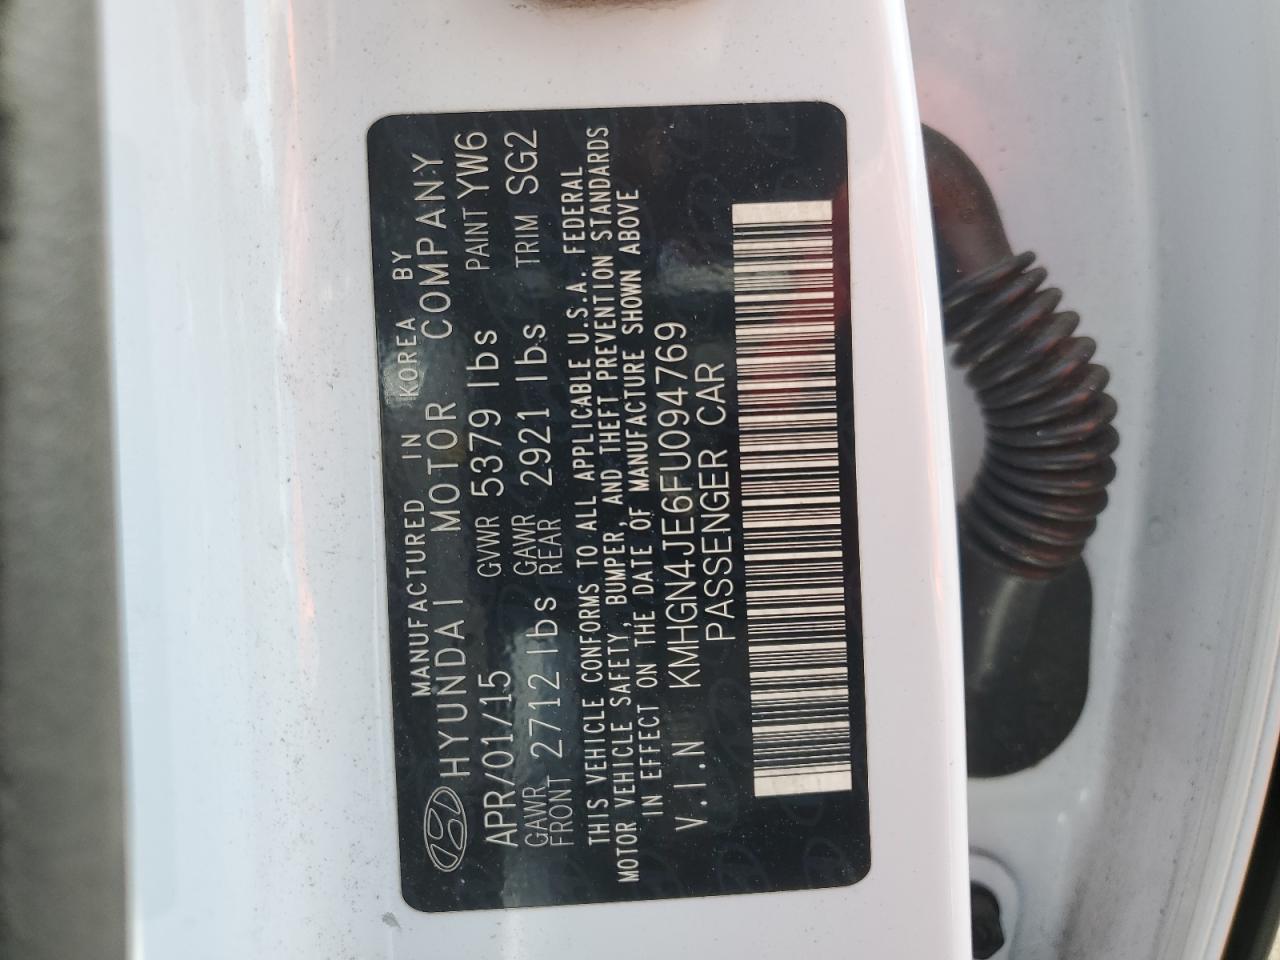 MANUFACTURED IN KOREA BY
HYUNDAI MOTOR COMPANY
APR/01/15 GVWR 5379 lbs PAINT YW6
GAWR FRONT 2712 lbs GAWR REAR 2921 lbs TRIM SG2
THIS VEHICLE CONFORMS TO ALL APPLICABLE U.S.A. FEDERAL
MOTOR VEHICLE SAFETY, BUMPER, AND THEFT PREVENTION STANDARDS
IN EFFECT ON THE DATE OF MANUFACTURE SHOWN ABOVE
V.I.N KMHGN4JE6FU094769
PASSENGER CAR